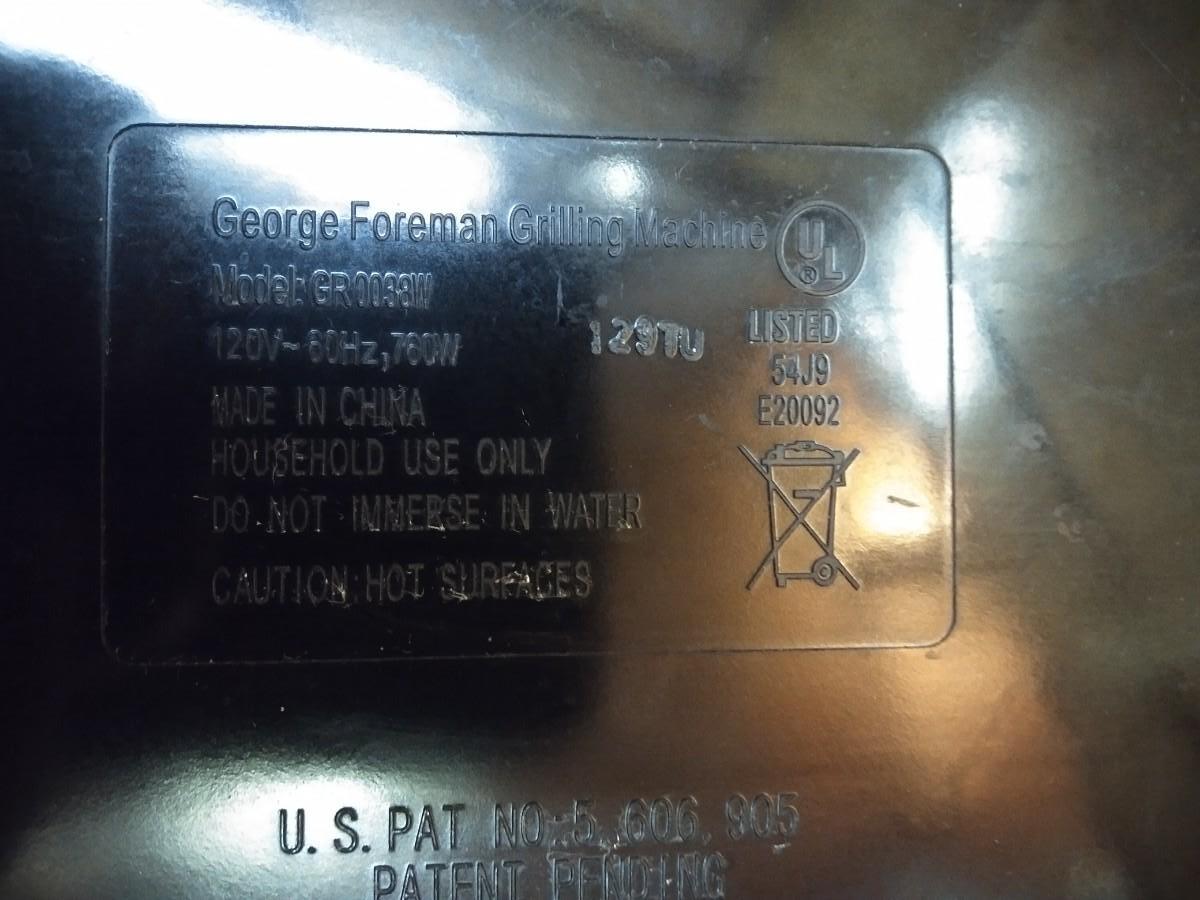 George Foreman Grilling Machine
UL
®
Model: GR0038W
120V~ 60Hz, 760W
1297U
LISTED
54J9
E20092
MADE IN CHINA
HOUSEHOLD USE ONLY
DO NOT IMMERSE IN WATER
CAUTION: HOT SURFACES
U.S. PAT NO: 5,606,905
PATENT PENDING